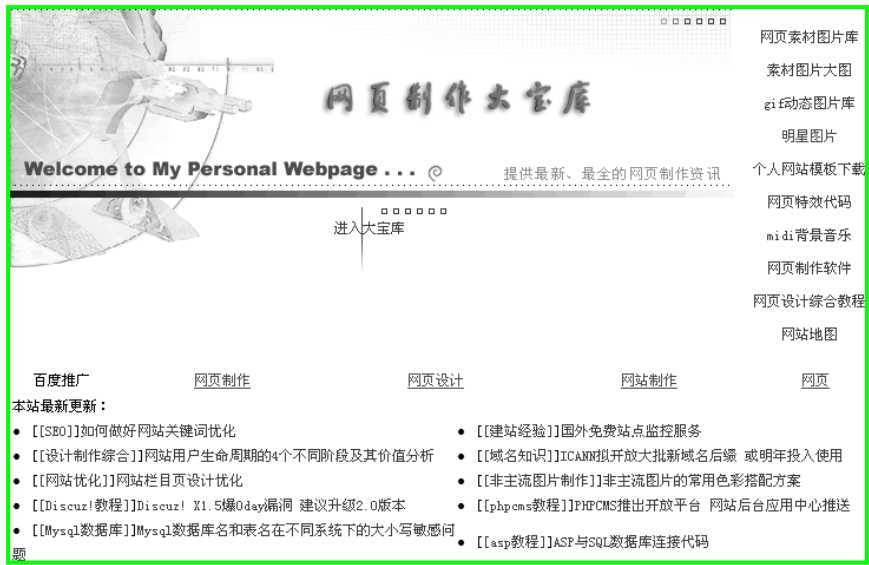 网页制作大宝库
Welcome to My Personal Webpage . . .
提供最新、最全的网页制作资讯
进入大宝库
网页素材图片库
素材图片大图
gif动态图片库
明星图片
个人网站模板下载
网页特效代码
midi背景音乐
网页制作软件
网页设计综合教程
网站地图
百度推广 网页制作 网页设计 网站制作 网页
本站最新更新：
• [[SEO]]如何做好网站关键词优化
• [[建站经验]]国外免费站点监控服务
• [[设计制作综合]]网站用户生命周期的4个不同阶段及其价值分析
• [[域名知识]]ICANN拟开放大批新域名后缀 或明年投入使用
• [[网站优化]]网站栏目页设计优化
• [[非主流图片制作]]非主流图片的常用色彩搭配方案
• [[Discuz!教程]]Discuz! X1.5爆0day漏洞 建议升级2.0版本
• [[phpcms教程]]PHPCMS推出开放平台 网站后台应用中心推送
• [[Mysql数据库]]Mysql数据库名和表名在不同系统下的大小写敏感问
题
• [[asp教程]]ASP与SQL数据库连接代码